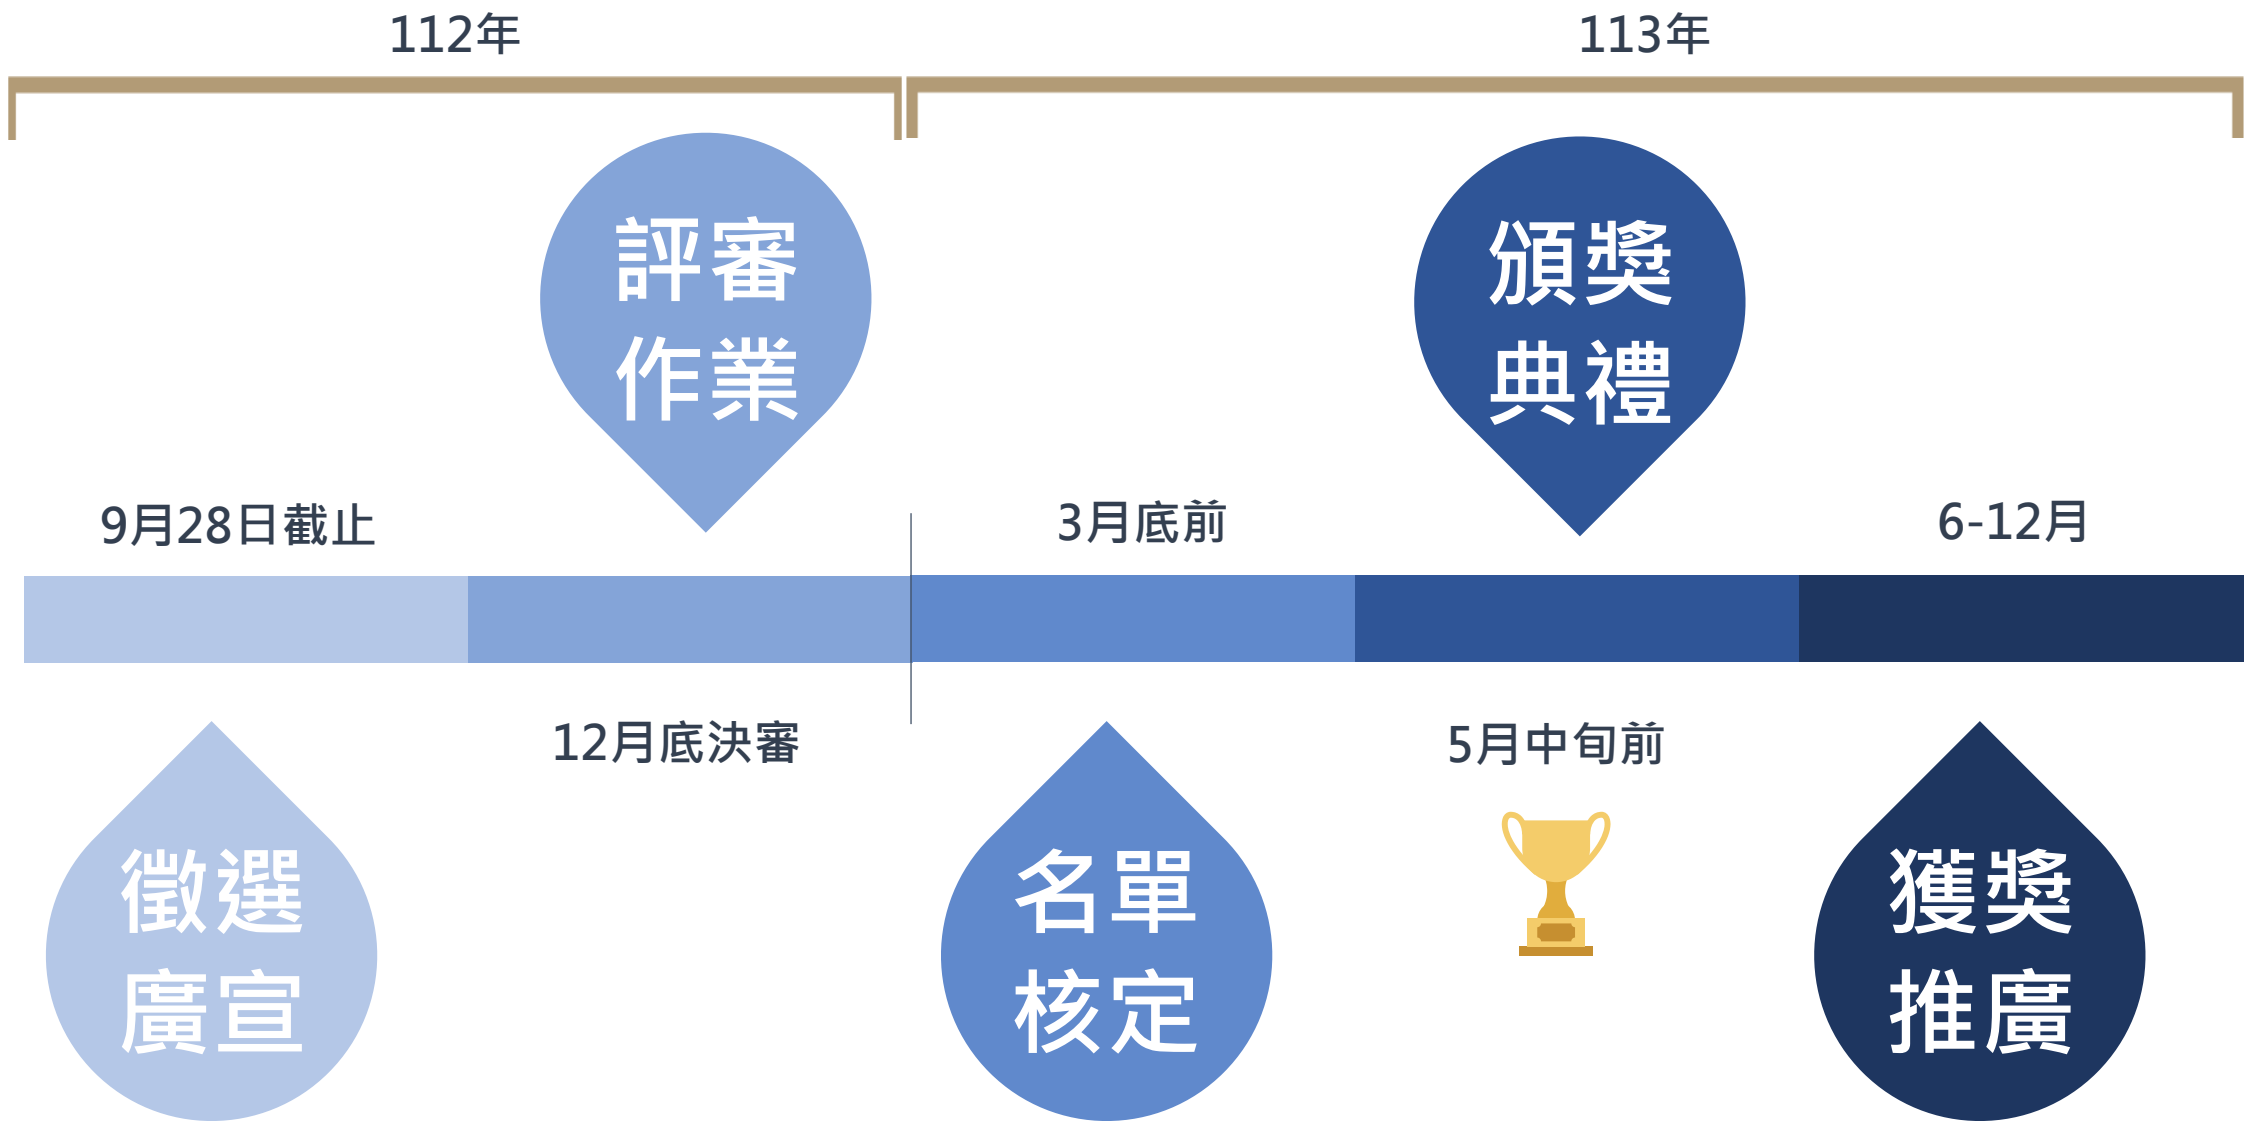 112年
113年
評審
作業
頒獎
典禮
9月28日截止
3月底前
6-12月
12月底決審
5月中旬前
徵選
廣宣
名單
核定
獲獎
推廣